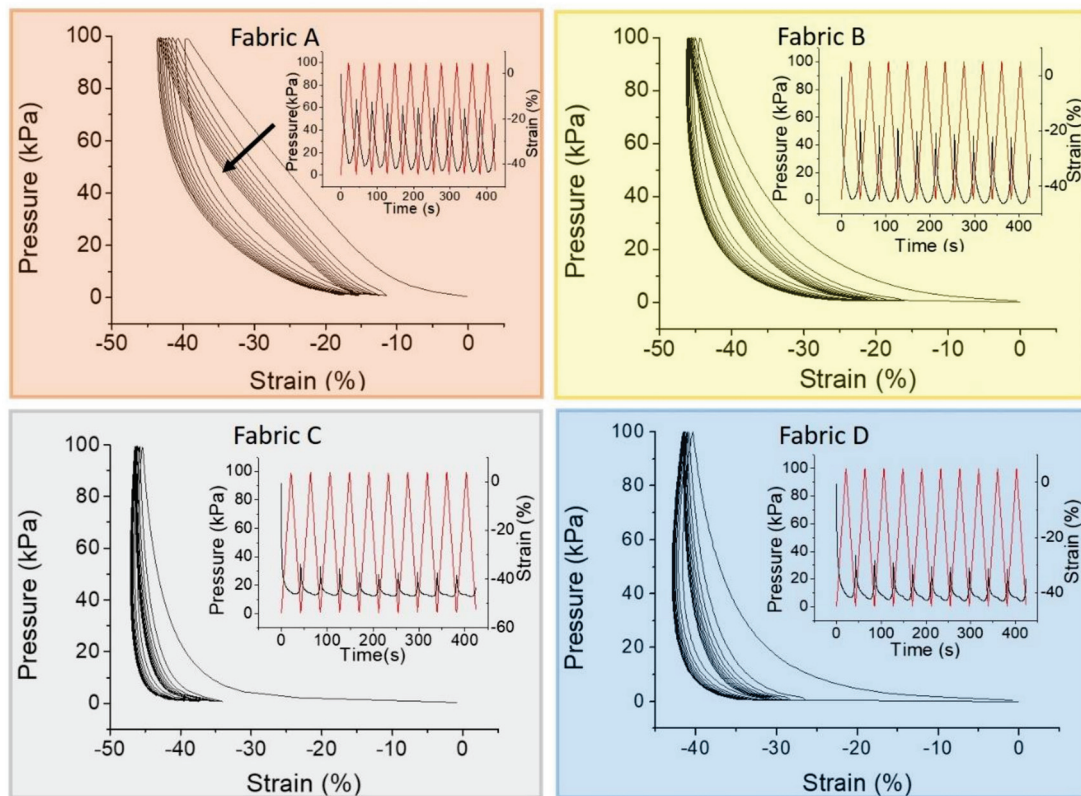 Fabric A
100
80
60
40
20
0
Pressure (kPa)
-50 -40 -30 -20 -10 0
Strain (%)
100
80
60
40
20
0
Pressure(kPa)
0
-20
-40
Strain (%)
0 100 200 300 400
Time (s)
Fabric B
100
80
60
40
20
0
Pressure (kPa)
-50 -40 -30 -20 -10 0
Strain (%)
100
80
60
40
20
0
Pressure (kPa)
0
-20
-40
Strain (%)
0 100 200 300 400
Time (s)
Fabric C
100
80
60
40
20
0
Pressure (kPa)
-50 -40 -30 -20 -10 0
Strain (%)
100
80
60
40
20
0
Pressure (kPa)
0
-20
-40
-60
Strain (%)
0 100 200 300 400
Time(s)
Fabric D
100
80
60
40
20
0
Pressure (kPa)
-40 -30 -20 -10 0
Strain (%)
100
80
60
40
20
0
Pressure (kPa)
0
-20
-40
Strain (%)
0 100 200 300 400
Time (s)